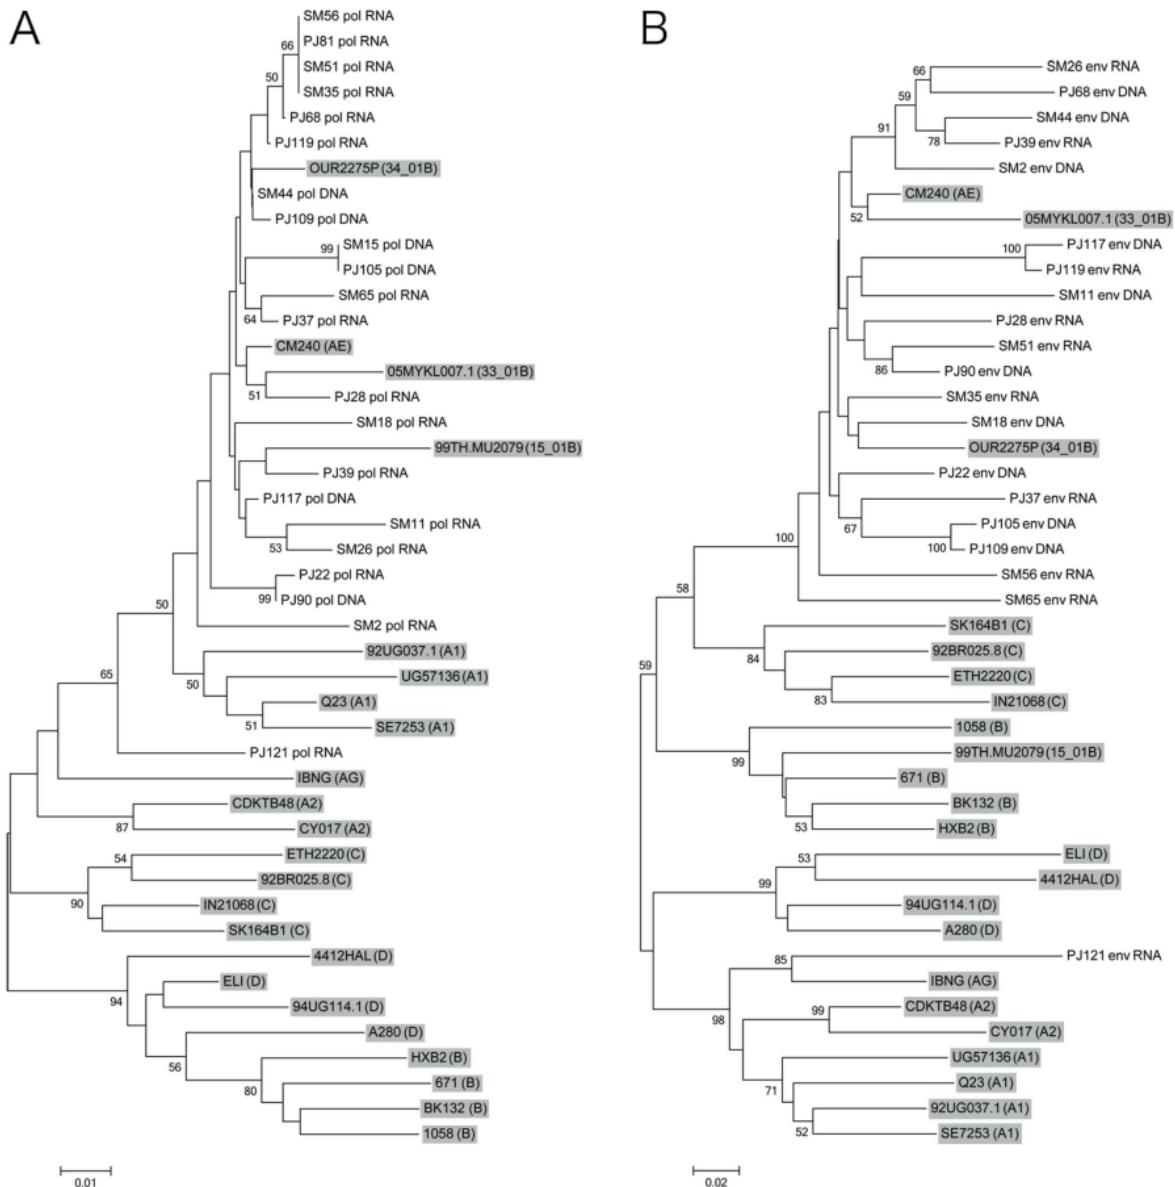 A
SM56 pol RNA
66
PJ81 pol RNA
SM51 pol RNA
50
SM35 pol RNA
PJ68 pol RNA
PJ119 pol RNA
OUR2275P (34_01B)
SM44 pol DNA
PJ109 pol DNA
99
SM15 pol DNA
PJ105 pol DNA
SM65 pol RNA
64
PJ37 pol RNA
CM240 (AE)
05MYKL007.1 (33_01B)
51
PJ28 pol RNA
SM18 pol RNA
99TH.MU2079 (15_01B)
PJ39 pol RNA
PJ117 pol DNA
SM11 pol RNA
53
SM26 pol RNA
PJ22 pol RNA
99
PJ90 pol DNA
50
SM2 pol RNA
92UG037.1 (A1)
65
50
UG57136 (A1)
Q23 (A1)
51
SE7253 (A1)
PJ121 pol RNA
IBNG (AG)
CDKTB48 (A2)
87
CY017 (A2)
54
ETH2220 (C)
92BR025.8 (C)
90
IN21068 (C)
SK164B1 (C)
4412HAL (D)
94
ELI (D)
94UG114.1 (D)
A280 (D)
56
HXB2 (B)
80
671 (B)
BK132 (B)
1058 (B)
0.01
B
66
SM26 env RNA
59
PJ68 env DNA
91
SM44 env DNA
78
PJ39 env RNA
SM2 env DNA
CM240 (AE)
52
05MYKL007.1 (33_01B)
100
PJ117 env DNA
PJ119 env RNA
SM11 env DNA
PJ28 env RNA
SM51 env RNA
86
PJ90 env DNA
SM35 env RNA
SM18 env DNA
OUR2275P (34_01B)
PJ22 env DNA
PJ37 env RNA
67
PJ105 env DNA
100
PJ109 env DNA
100
SM56 env RNA
58
SM65 env RNA
SK164B1 (C)
59
84
92BR025.8 (C)
ETH2220 (C)
83
IN21068 (C)
1058 (B)
99
99TH.MU2079 (15_01B)
671 (B)
BK132 (B)
53
HXB2 (B)
53
ELI (D)
99
4412HAL (D)
94UG114.1 (D)
A280 (D)
85
PJ121 env RNA
IBNG (AG)
98
99
CDKTB48 (A2)
CY017 (A2)
UG57136 (A1)
71
Q23 (A1)
92UG037.1 (A1)
52
SE7253 (A1)
0.02